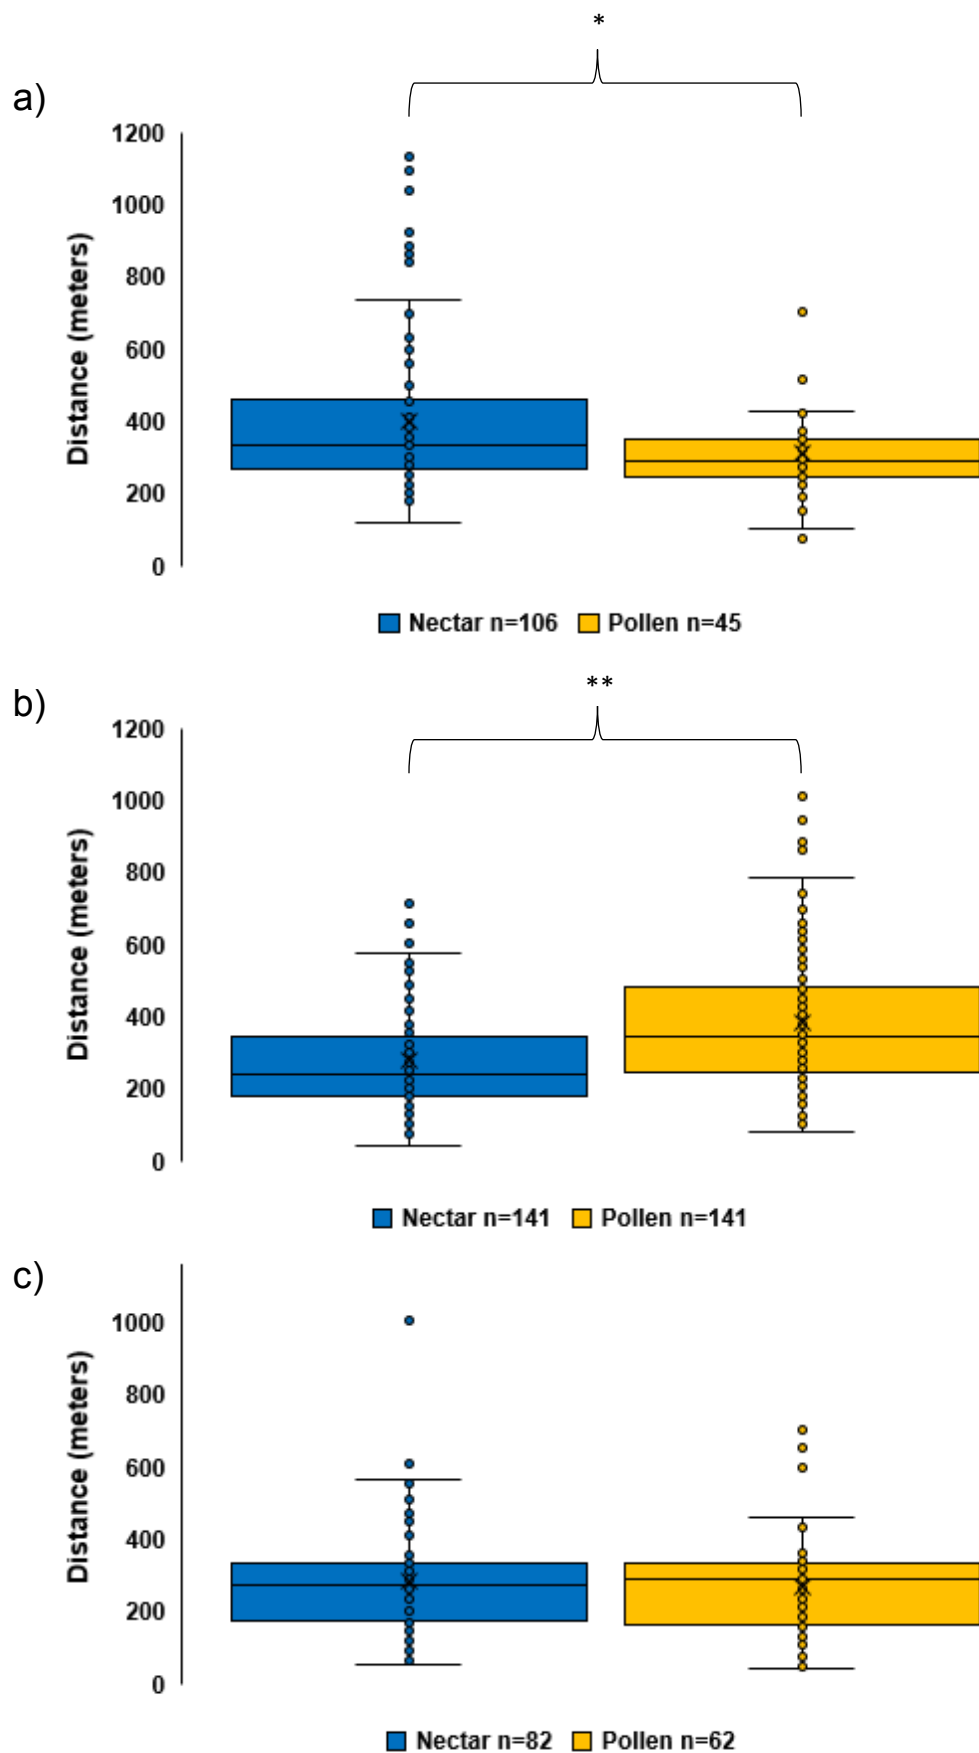 *
a)
1200
1000
800
600
400
200
0
Distance (meters)
Nectar n=106 Pollen n=45
**
b)
1200
1000
800
600
400
200
0
Distance (meters)
Nectar n=141 Pollen n=141
c)
1000
800
600
400
200
0
Distance (meters)
Nectar n=82 Pollen n=62